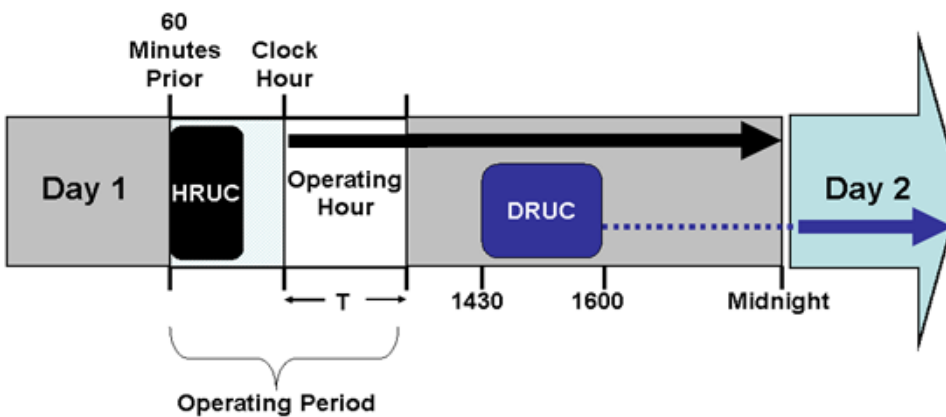 60
Minutes
Prior
Clock
Hour
Day 1
HRUC
Operating
Hour
DRUC
Day 2
T
1430
1600
Midnight
Operating Period